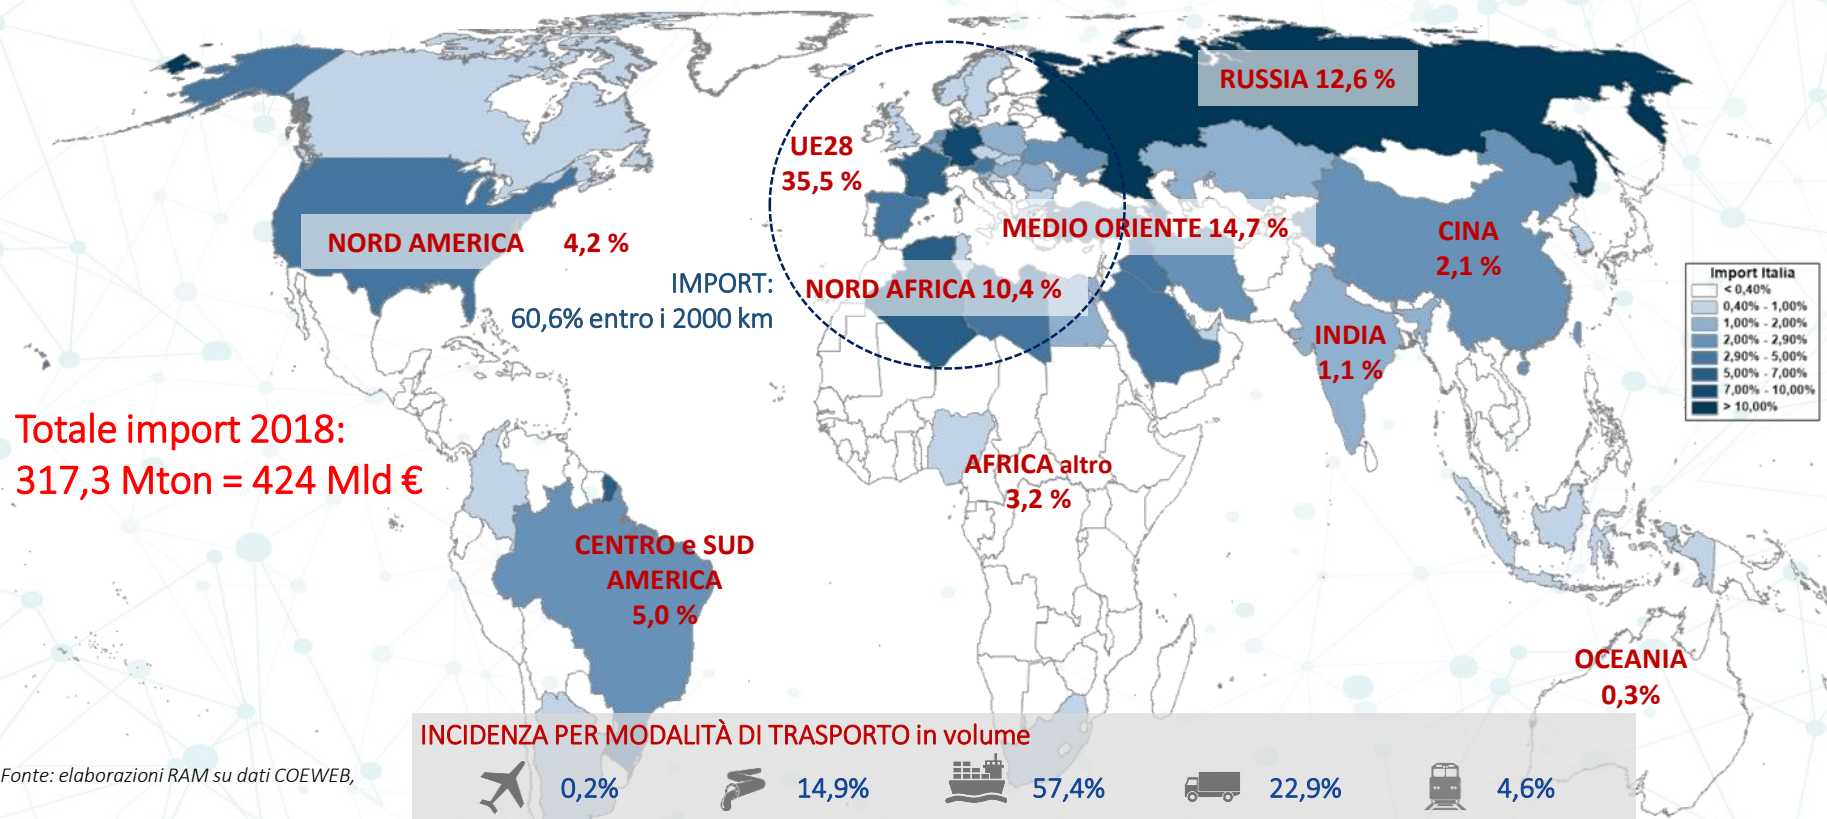 RUSSIA 12,6 %
UE28
35,5 %
NORD AMERICA 4,2 %
MEDIO ORIENTE 14,7 %
CINA
2,1 %
IMPORT:
60,6% entro i 2000 km
NORD AFRICA 10,4 %
INDIA
1,1 %
Import Italia
< 0,40%
0,40% - 1,00%
1,00% - 2,00%
2,00% - 2,90%
2,90% - 5,00%
5,00% - 7,00%
7,00% - 10,00%
> 10,00%
Totale import 2018:
317,3 Mton = 424 Mld €
AFRICA altro
3,2 %
CENTRO e SUD
AMERICA
5,0 %
OCEANIA
0,3%
INCIDENZA PER MODALITÀ DI TRASPORTO in volume
0,2% 14,9% 57,4% 22,9% 4,6%
Fonte: elaborazioni RAM su dati COEWEB,